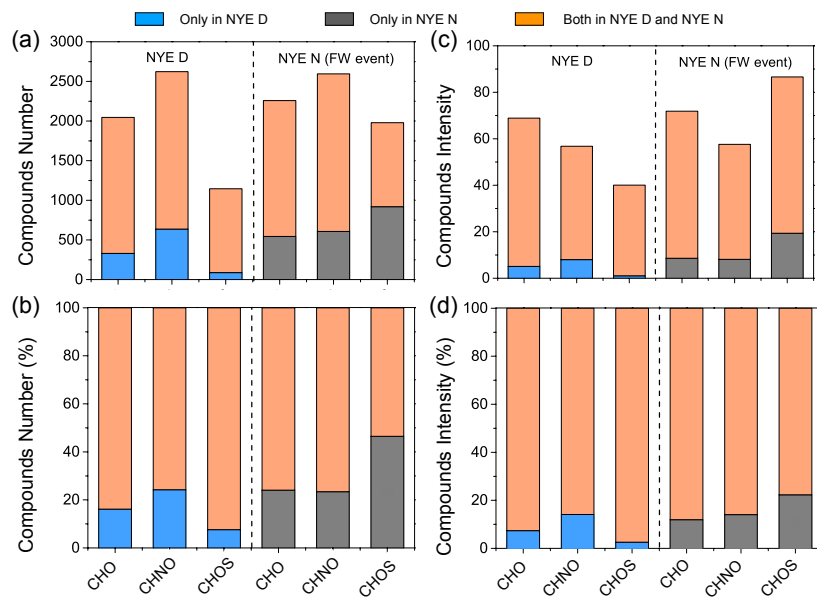 Only in NYE D Only in NYE N Both in NYE D and NYE N
(a) Compounds Number
3000
2500
2000
1500
1000
500
0
NYE D NYE N (FW event)
(c) Compounds Intensity
100
80
60
40
20
0
NYE D NYE N (FW event)
(b) Compounds Number (%)
100
80
60
40
20
0
CHO CHNO CHOS CHO CHNO CHOS
(d) Compounds Intensity (%)
100
80
60
40
20
0
CHO CHNO CHOS CHO CHNO CHOS